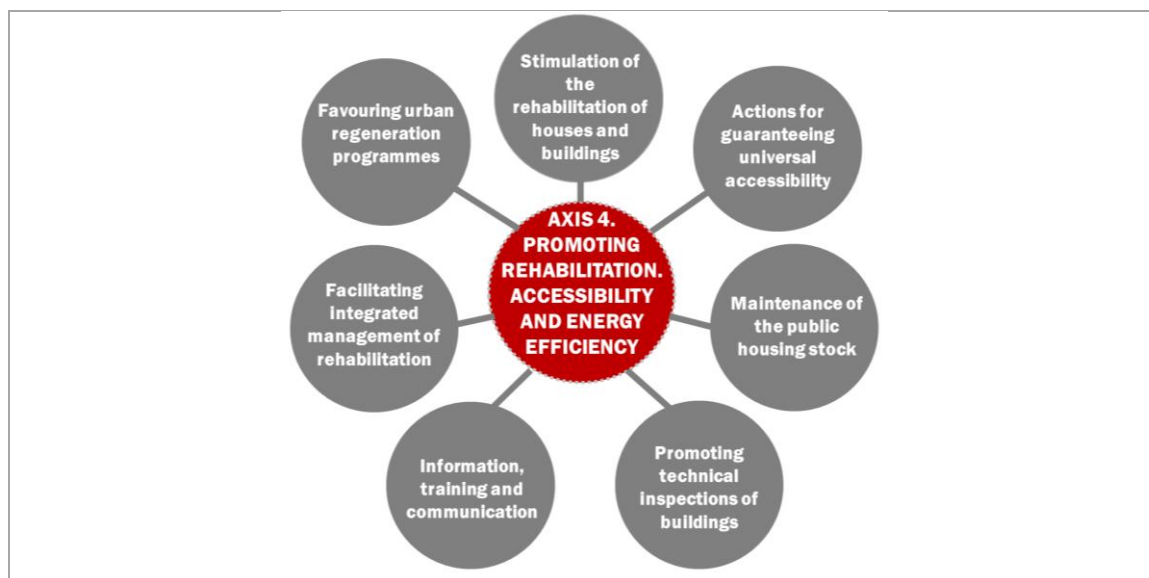 Stimulation of
the
rehabilitation of
houses and
buildings
Favouring urban
regeneration
programmes
Actions for
guaranteeing
universal
accessibility
AXIS 4.
PROMOTING
REHABILITATION.
ACCESSIBILITY
AND ENERGY
EFFICIENCY
Facilitating
integrated
management of
rehabilitation
Maintenance of
the public
housing stock
Information,
training and
communication
Promoting
technical
inspections of
buildings